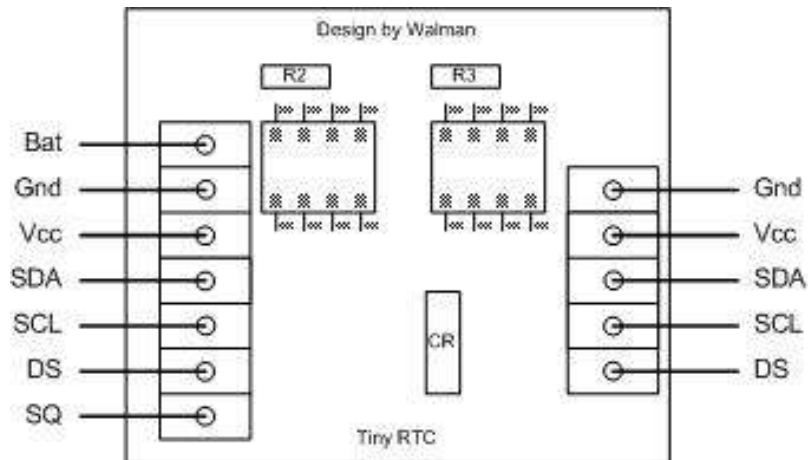 Design by Walman
R2 R3
Bat
Gnd Gnd
Vcc Vcc
SDA SDA
SCL SCL
CR
DS DS
SQ
Tiny RTC